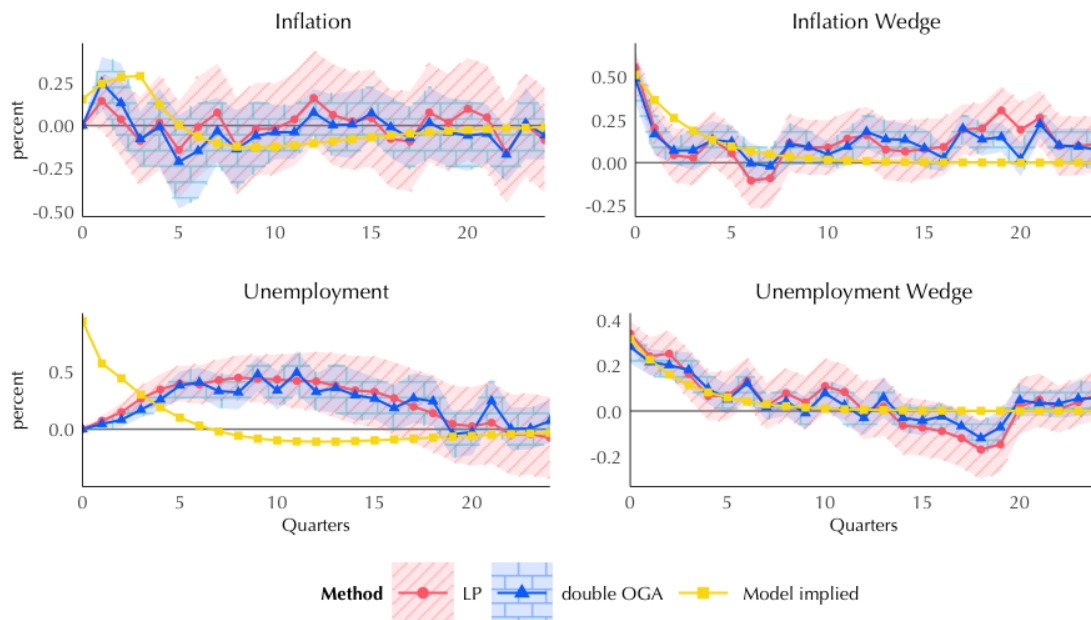 Inflation
Inflation Wedge
percent
0.25
0.00
-0.25
-0.50
0 5 10 15 20
0.50
0.25
0.00
-0.25
0 5 10 15 20
Unemployment
Unemployment Wedge
percent
0.5
0.0
0 5 10 15 20
Quarters
0.4
0.2
0.0
-0.2
0 5 10 15 20
Quarters
Method LP double OGA Model implied